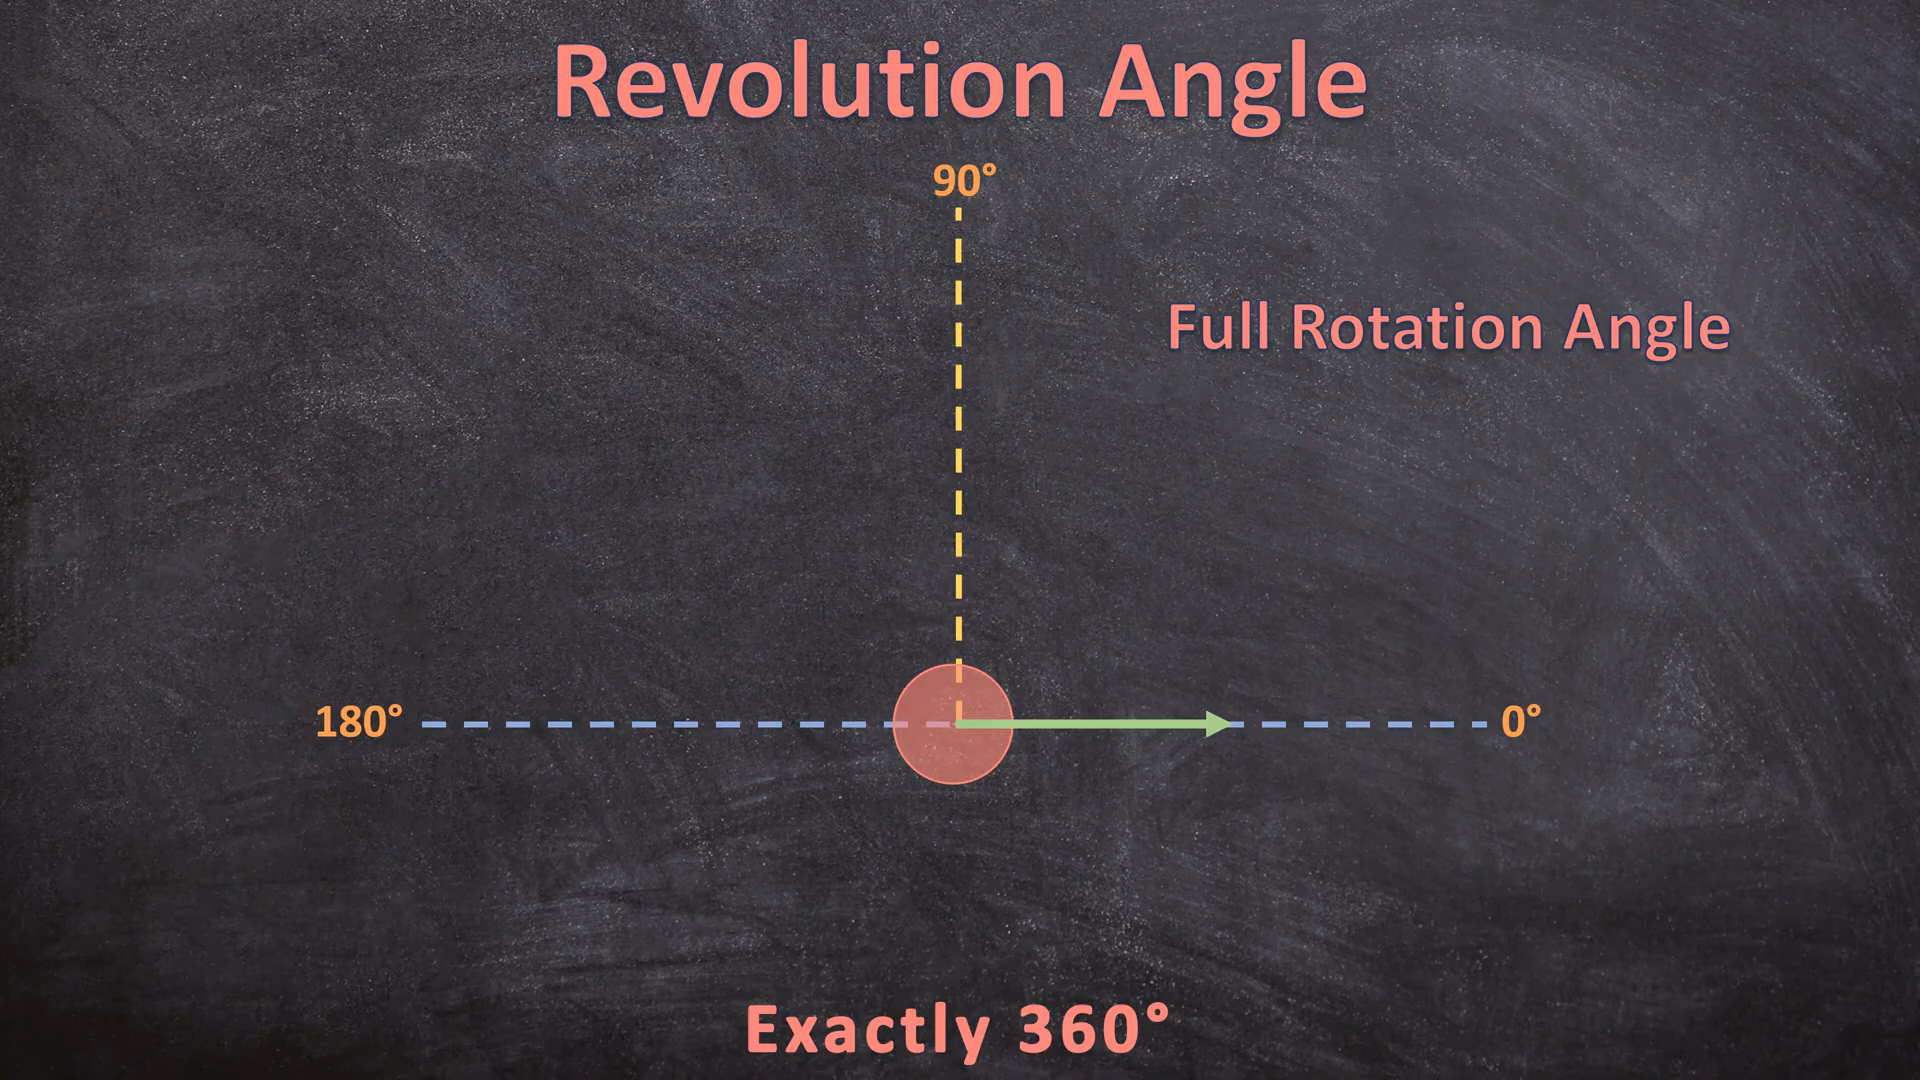 Revolution Angle
90°
Full Rotation Angle
180°
0°
Exactly 360°